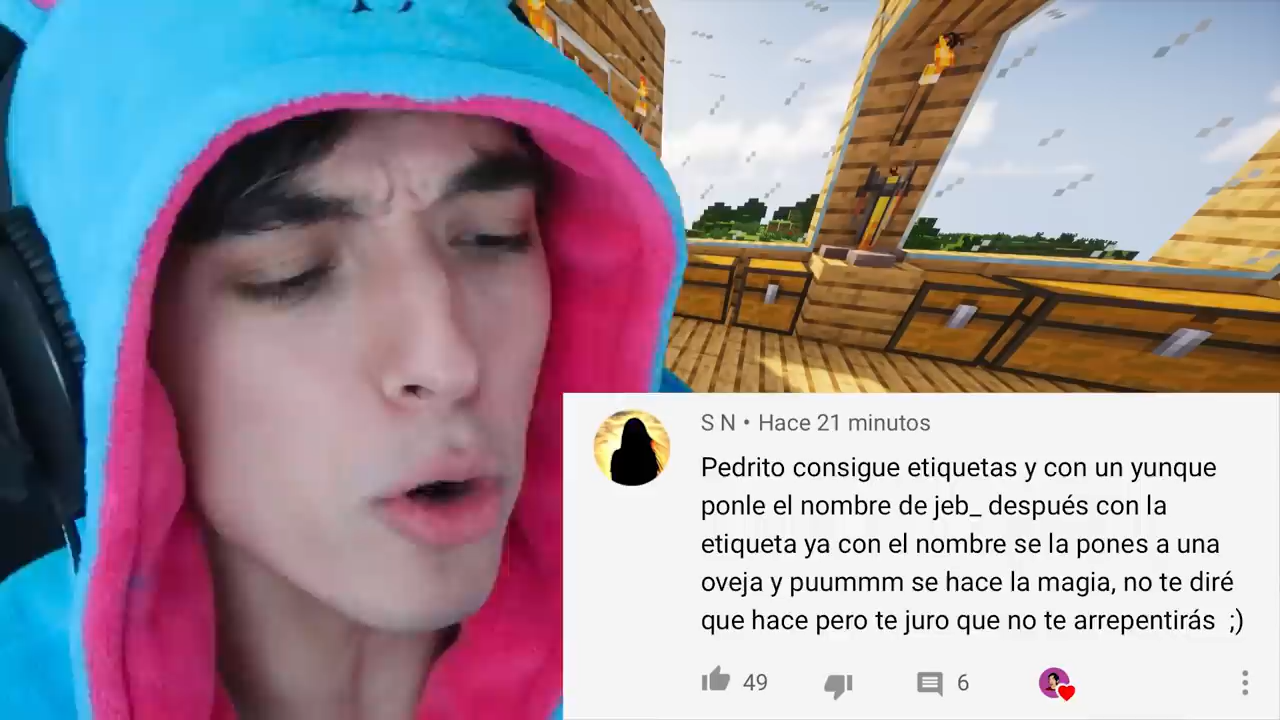 S N • Hace 21 minutos
Pedrito consigue etiquetas y con un yunque
ponle el nombre de jeb_ después con la
etiqueta ya con el nombre se la pones a una
oveja y puummm se hace la magia, no te diré
que hace pero te juro que no te arrepentirás ;)
49
6